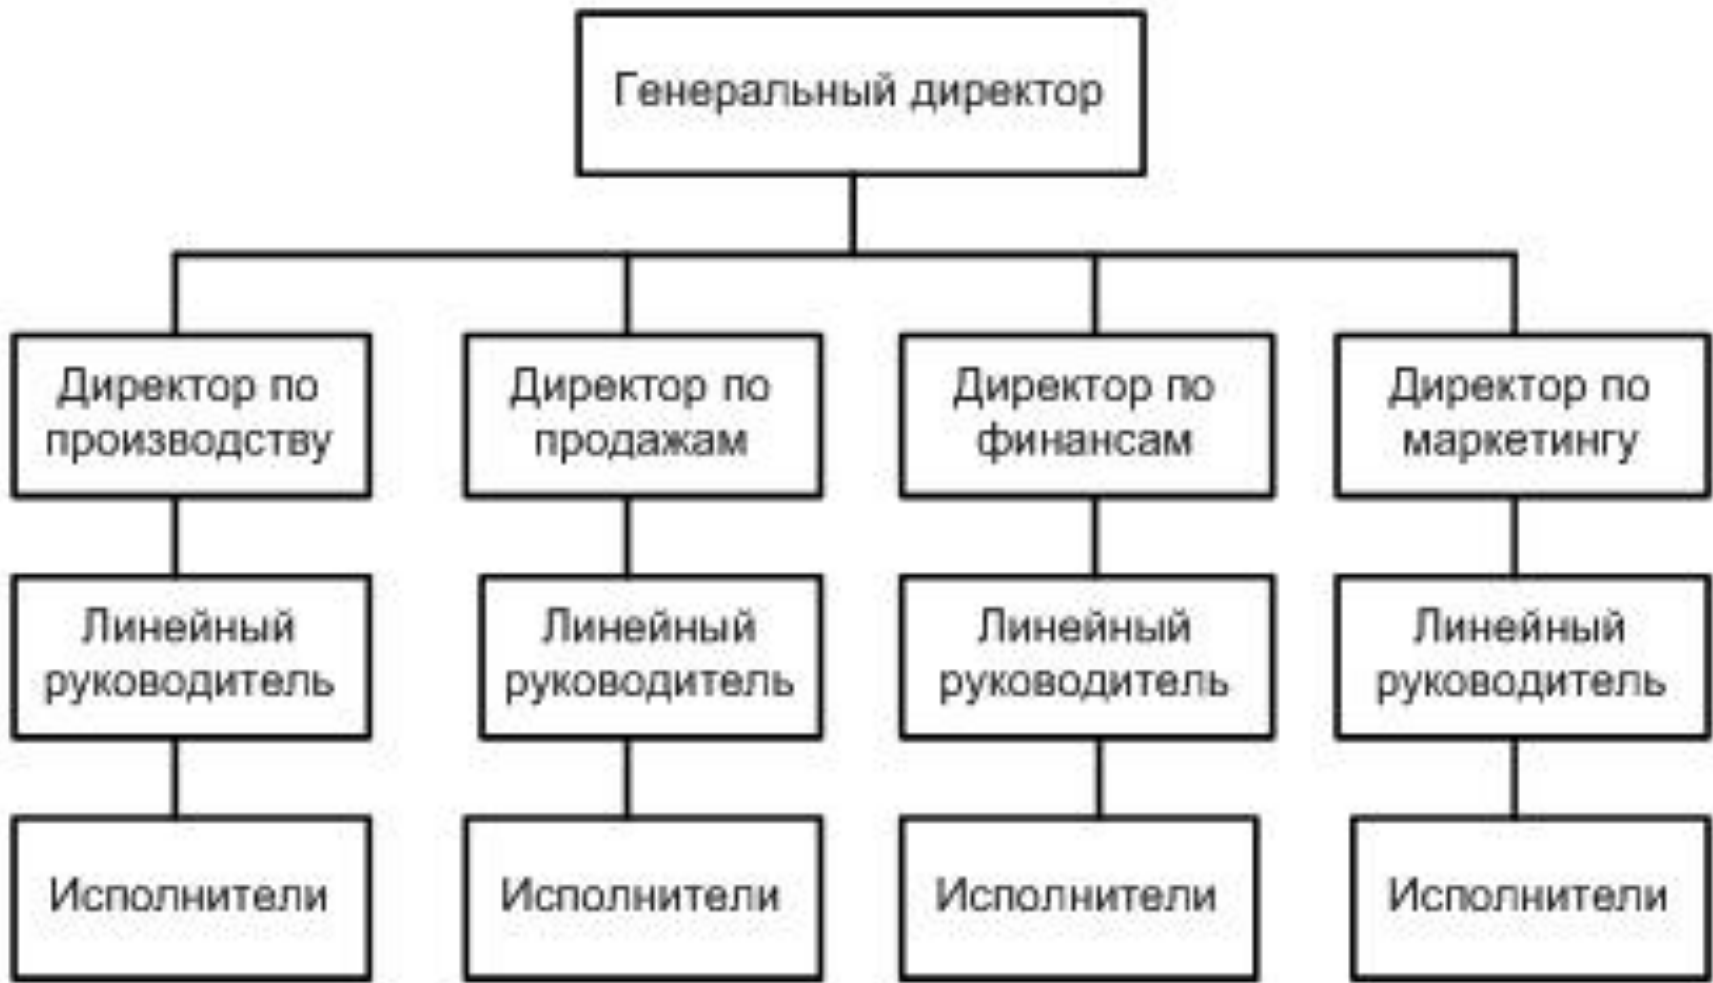 Генеральный директор
Директор по
производству
Директор по
продажам
Директор по
финансам
Директор по
маркетингу
Линейный
руководитель
Линейный
руководитель
Линейный
руководитель
Линейный
руководитель
Исполнители
Исполнители
Исполнители
Исполнители